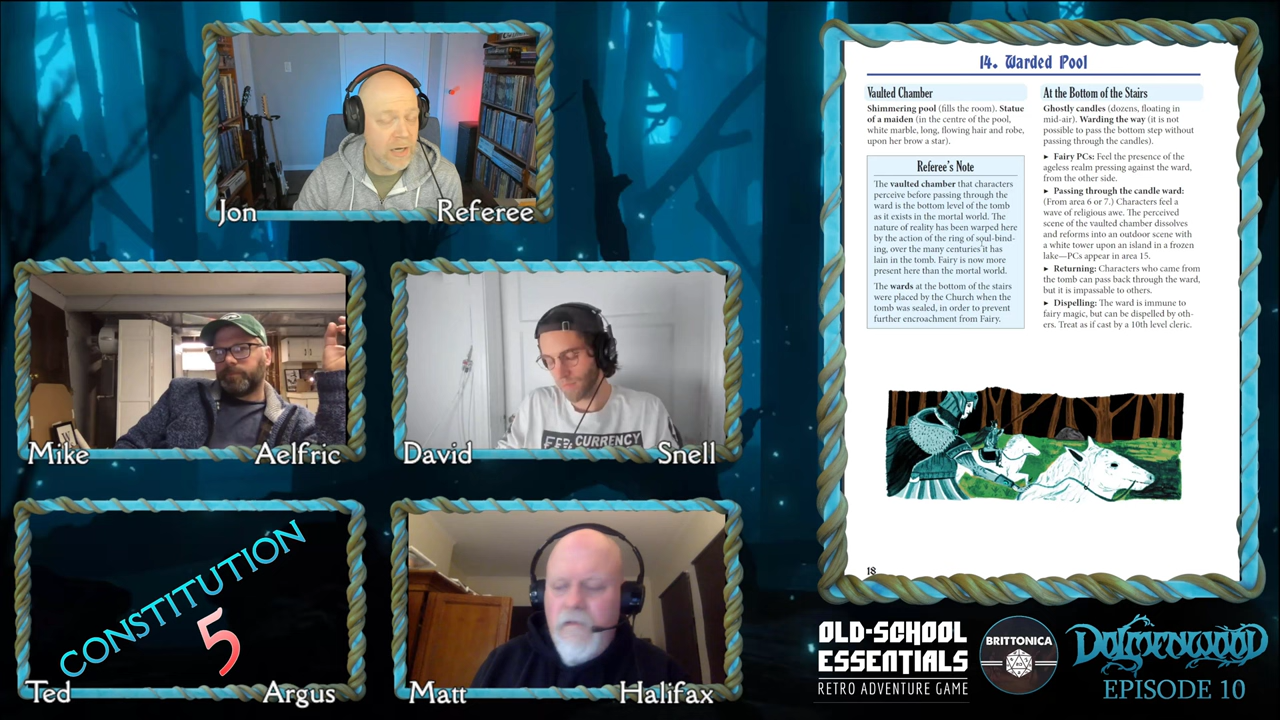 Jon Referee
Mike Aelfric
David Snell
CURRENCY
CONSTITUTION
5
Ted Argus
Matt Halifax
14. Warded Pool
Vaulted Chamber
Shimmering pool (fills the room). Statue
of a maiden (in the centre of the pool,
white marble, long, flowing hair and robe,
upon her brow a star).
Referee's Note
The vaulted chamber that characters
perceive before passing through the
ward is the bottom level of the tomb
as it exists in the mortal world. The
nature of reality has been warped here
by the action of the ring of soul-bind-
ing, over the many centuries it has
lain in the tomb. Fairy is now more
present here than the mortal world.
The wards at the bottom of the stairs
were placed by the Church when the
tomb was sealed, in order to prevent
further encroachment from Fairy.
At the Bottom of the Stairs
Ghostly candles (dozens, floating in
mid-air). Warding the way (it is not
possible to pass the bottom step without
passing through the candles).
► Fairy PCs: Feel the presence of the
ageless realm pressing against the ward,
from the other side.
► Passing through the candle ward:
(From area 6 or 7.) Characters feel a
wave of religious awe. The perceived
scene of the vaulted chamber dissolves
and reforms into an outdoor scene with
a white tower upon an island in a frozen
lake—PCs appear in area 15.
► Returning: Characters who came from
the tomb can pass back through the ward,
but it is impassable to others.
► Dispelling: The ward is immune to
fairy magic, but can be dispelled by oth-
ers. Treat as if cast by a 10th level cleric.
18
OLD-SCHOOL
ESSENTIALS
RETRO ADVENTURE GAME
BRITTONICA
Dolmenwood
EPISODE 10